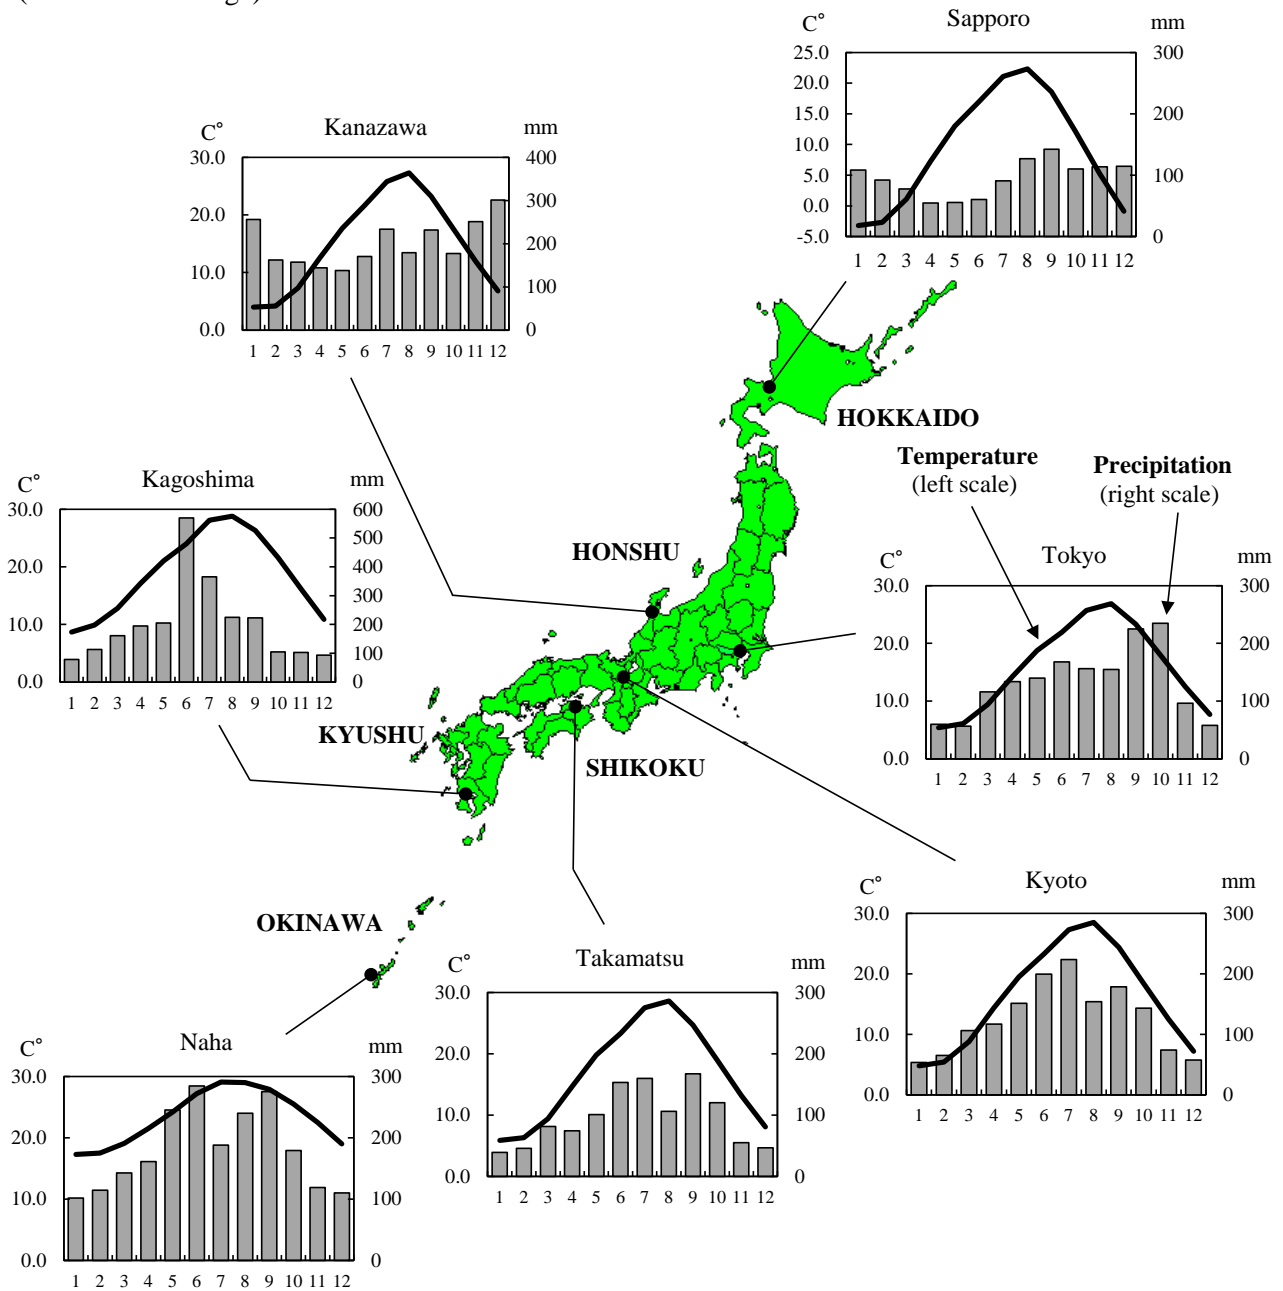 Sapporo
C° mm
25.0 300
20.0
15.0 200
10.0
5.0 100
0.0
-5.0 0
1 2 3 4 5 6 7 8 9 10 11 12
Kanazawa
C° mm
30.0 400
300
20.0
200
10.0
100
0.0 0
1 2 3 4 5 6 7 8 9 10 11 12
HOKKAIDO
Temperature
(left scale)
Precipitation
(right scale)
Kagoshima
C° mm
30.0 600
500
20.0 400
300
10.0 200
100
0.0 0
1 2 3 4 5 6 7 8 9 10 11 12
HONSHU
Tokyo
C° mm
30.0 300
20.0 200
10.0 100
0.0 0
1 2 3 4 5 6 7 8 9 10 11 12
KYUSHU
SHIKOKU
Kyoto
C° mm
30.0 300
20.0 200
10.0 100
0.0 0
1 2 3 4 5 6 7 8 9 10 11 12
OKINAWA
Takamatsu
C° mm
30.0 300
20.0 200
10.0 100
0.0 0
1 2 3 4 5 6 7 8 9 10 11 12
Naha
C° mm
30.0 300
20.0 200
10.0 100
0.0 0
1 2 3 4 5 6 7 8 9 10 11 12